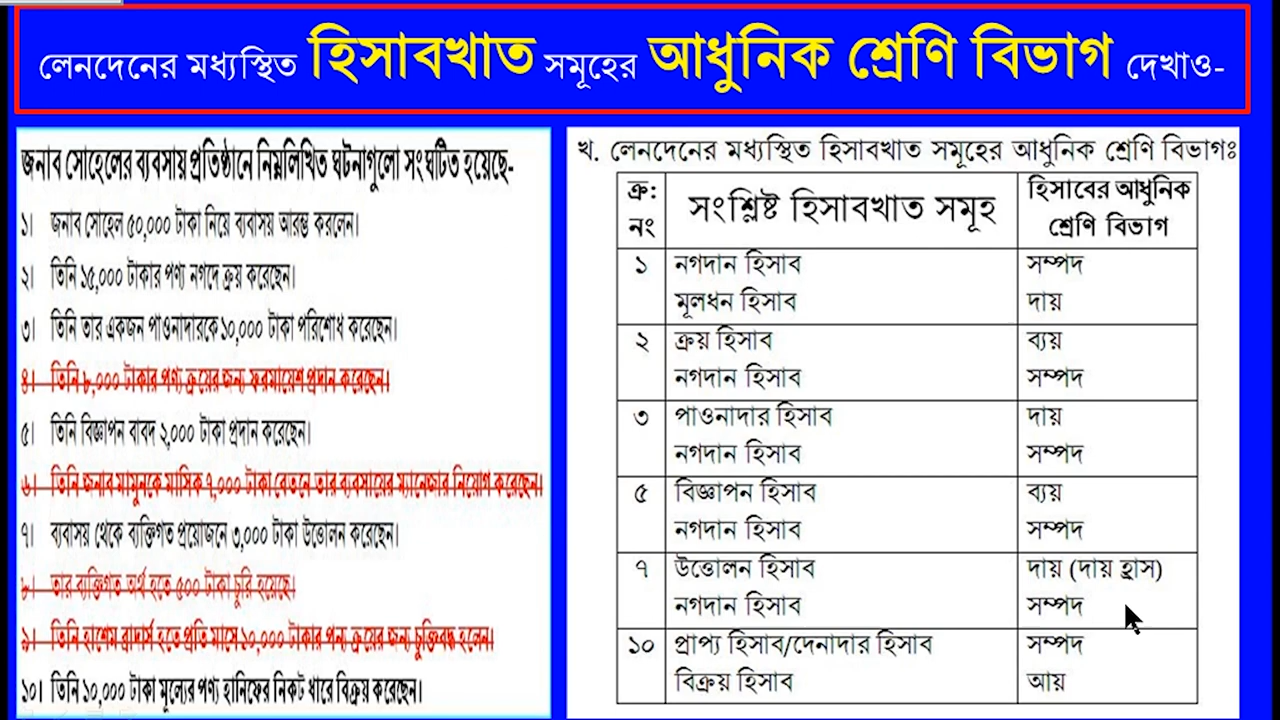 লেনদেনের মধ্যস্থিত হিসাবখাত সমূহের আধুনিক শ্রেণি বিভাগ দেখাও-
জনাব সোহেলের ব্যবসায় প্রতিষ্ঠানে নিম্নলিখিত ঘটনাগুলো সংঘটিত হয়েছে-
১। জনাব সোহেল ৫০,০০০ টাকা নিয়ে ব্যবসয় আরম্ভ করলেন।
২। তিনি ১৫,০০০ টাকার পণ্য নগদে ক্রয় করেছেন।
৩। তিনি তার একজন পাওনাদারকে ১০,০০০ টাকা পরিশোধ করেছেন।
৪। তিনি ৮,০০০ টাকার পণ্য ক্রয়ের জন্য ফরমায়েশ প্রদান করেছেন।
৫। তিনি বিজ্ঞাপন বাবদ ২,০০০ টাকা প্রদান করেছেন।
৬। তিনি জনাব মামুনকে মাসিক ৭,০০০ টাকা বেতনে তার ব্যবসায়ের ম্যানেজার নিয়োগ করেছেন।
৭। ব্যবাসয় থেকে ব্যক্তিগত প্রয়োজনে ৩,০০০ টাকা উত্তোলন করেছেন।
৮। তার ব্যক্তিগত অর্থ হতে ৫০০ টাকা চুরি হয়েছে।
৯। তিনি হাশেম ব্রাদার্স হতে প্রতি মাসে ১০,০০০ টাকার পন্য ক্রয়ের জন্য চুক্তিবদ্ধ হলেন।
১০। তিনি ১০,০০০ টাকা মূল্যের পণ্য হানিফের নিকট ধারে বিক্রয় করেছেন।
খ. লেনদেনের মধ্যস্থিত হিসাবখাত সমূহের আধুনিক শ্রেণি বিভাগঃ
ক্র: নং সংশ্লিষ্ট হিসাবখাত সমূহ হিসাবের আধুনিক শ্রেণি বিভাগ
১ নগদান হিসাব সম্পদ
মূলধন হিসাব দায়
২ ক্রয় হিসাব ব্যয়
নগদান হিসাব সম্পদ
৩ পাওনাদার হিসাব দায়
নগদান হিসাব সম্পদ
৫ বিজ্ঞাপন হিসাব ব্যয়
নগদান হিসাব সম্পদ
৭ উত্তোলন হিসাব দায় (দায় হ্রাস)
নগদান হিসাব সম্পদ
১০ প্রাপ্য হিসাব/দেনাদার হিসাব সম্পদ
বিক্রয় হিসাব আয়